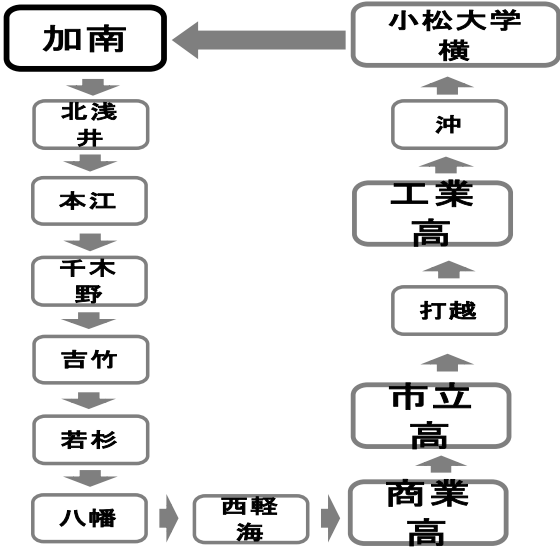 加南
北浅
井
本江
千木
野
吉竹
若杉
八幡
西軽
海
商業
高
市立
高
打越
工業
高
沖
小松大学
横